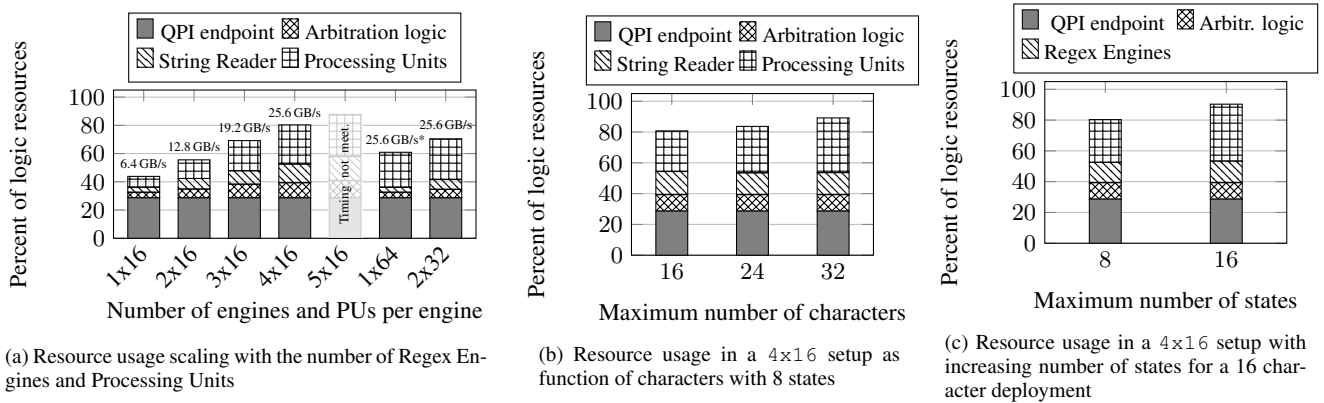 QPI endpoint Arbitration logic
String Reader Processing Units
Percent of logic resources
100
80
60
40
20
0
6.4 GB/s
12.8 GB/s
19.2 GB/s
25.6 GB/s
Timing not meet.
25.6 GB/s*
25.6 GB/s
1x16 2x16 3x16 4x16 5x16 1x64 2x32
Number of engines and PUs per engine
(a) Resource usage scaling with the number of Regex En-
gines and Processing Units
QPI endpoint Arbitration logic
String Reader Processing Units
Percent of logic resources
100
80
60
40
20
0
16 24 32
Maximum number of characters
(b) Resource usage in a 4x16 setup as
function of characters with 8 states
QPI endpoint Arbitr. logic
Regex Engines
Percent of logic resources
100
80
60
40
20
0
8 16
Maximum number of states
(c) Resource usage in a 4x16 setup with
increasing number of states for a 16 char-
acter deployment